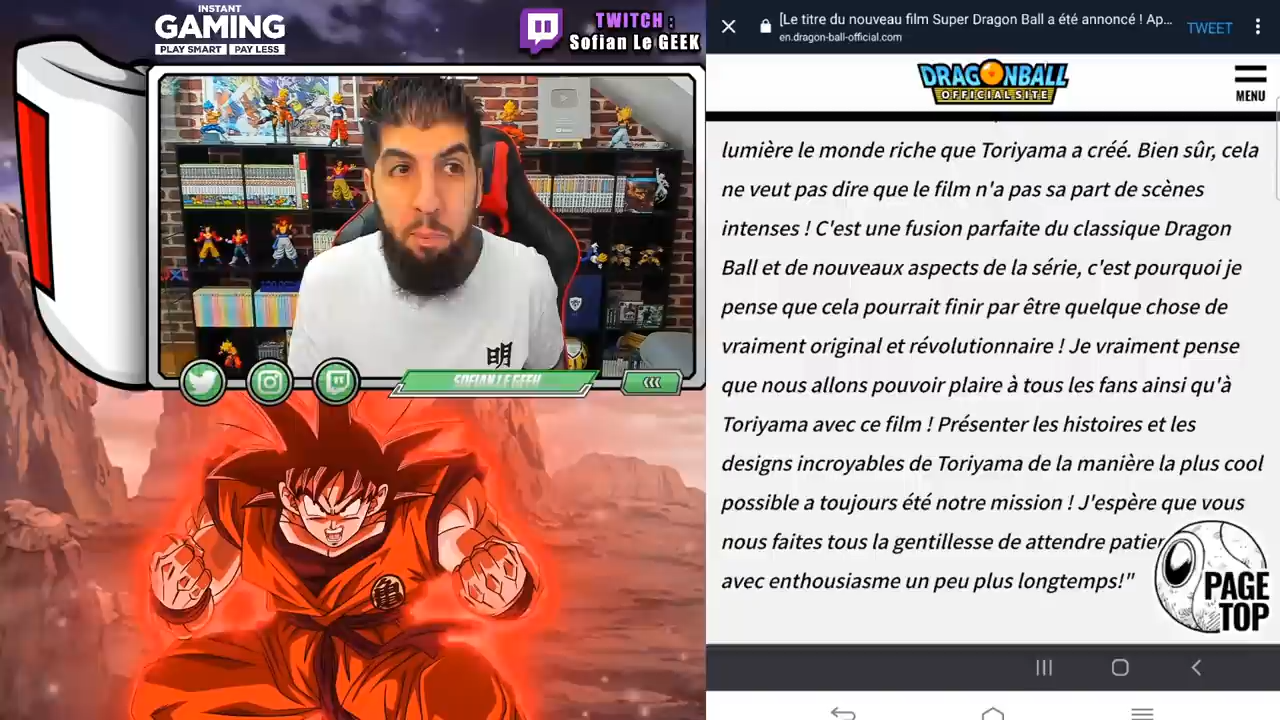 INSTANT
GAMING
PLAY SMART | PAY LESS
TWITCH :
Sofian Le GEEK
明
SOFIAN LE GEEK
[Le titre du nouveau film Super Dragon Ball a été annoncé ! Ap...
en.dragon-ball-official.com
TWEET
DRAGONBALL
OFFICIAL SITE
MENU
lumière le monde riche que Toriyama a créé. Bien sûr, cela
ne veut pas dire que le film n'a pas sa part de scènes
intenses ! C'est une fusion parfaite du classique Dragon
Ball et de nouveaux aspects de la série, c'est pourquoi je
pense que cela pourrait finir par être quelque chose de
vraiment original et révolutionnaire ! Je vraiment pense
que nous allons pouvoir plaire à tous les fans ainsi qu'à
Toriyama avec ce film ! Présenter les histoires et les
designs incroyables de Toriyama de la manière la plus cool
possible a toujours été notre mission ! J'espère que vous
nous faites tous la gentillesse de attendre patier
avec enthousiasme un peu plus longtemps!"
PAGE
TOP